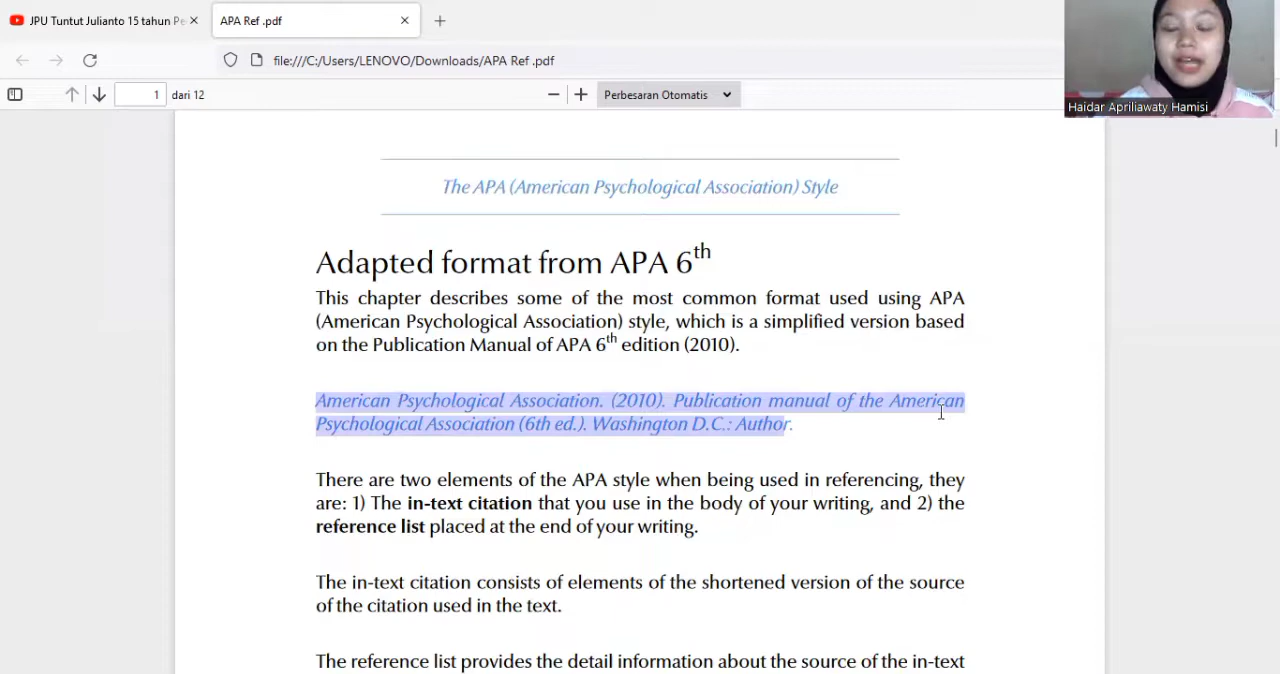 JPU Tuntut Julianto 15 tahun Pe
APA Ref .pdf
file:///C:/Users/LENOVO/Downloads/APA Ref .pdf
1 dari 12
Perbesaran Otomatis
Haidar Apriliawaty Hamisi
The APA (American Psychological Association) Style
Adapted format from APA 6th
This chapter describes some of the most common format used using APA
(American Psychological Association) style, which is a simplified version based
on the Publication Manual of APA 6th edition (2010).
American Psychological Association. (2010). Publication manual of the American
Psychological Association (6th ed.). Washington D.C.: Author.
There are two elements of the APA style when being used in referencing, they
are: 1) The in-text citation that you use in the body of your writing, and 2) the
reference list placed at the end of your writing.
The in-text citation consists of elements of the shortened version of the source
of the citation used in the text.
The reference list provides the detail information about the source of the in-text